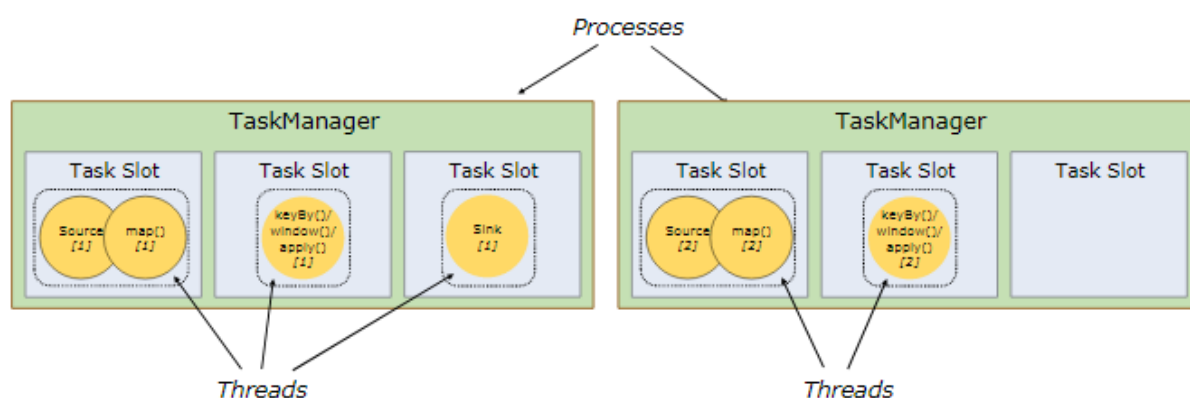 Processes
TaskManager
Task Slot
Source
[1]
map()
[1]
Task Slot
keyBy()/
window()/
apply()
[1]
Task Slot
Sink
[1]
Threads
TaskManager
Task Slot
Source
[2]
map()
[2]
Task Slot
keyBy()/
window()/
apply()
[2]
Task Slot
Threads